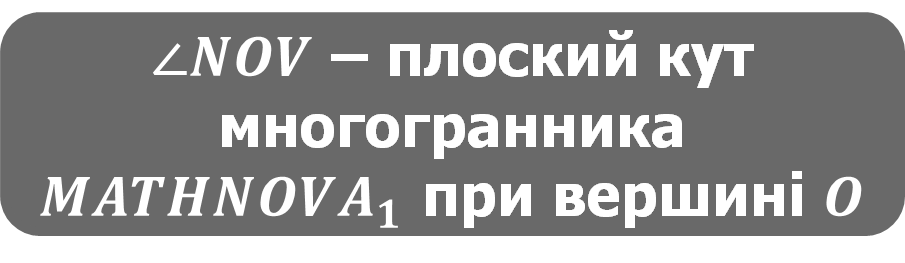 ∠NOV – плоский кут
многогранника
MATHNOVA₁ при вершині O